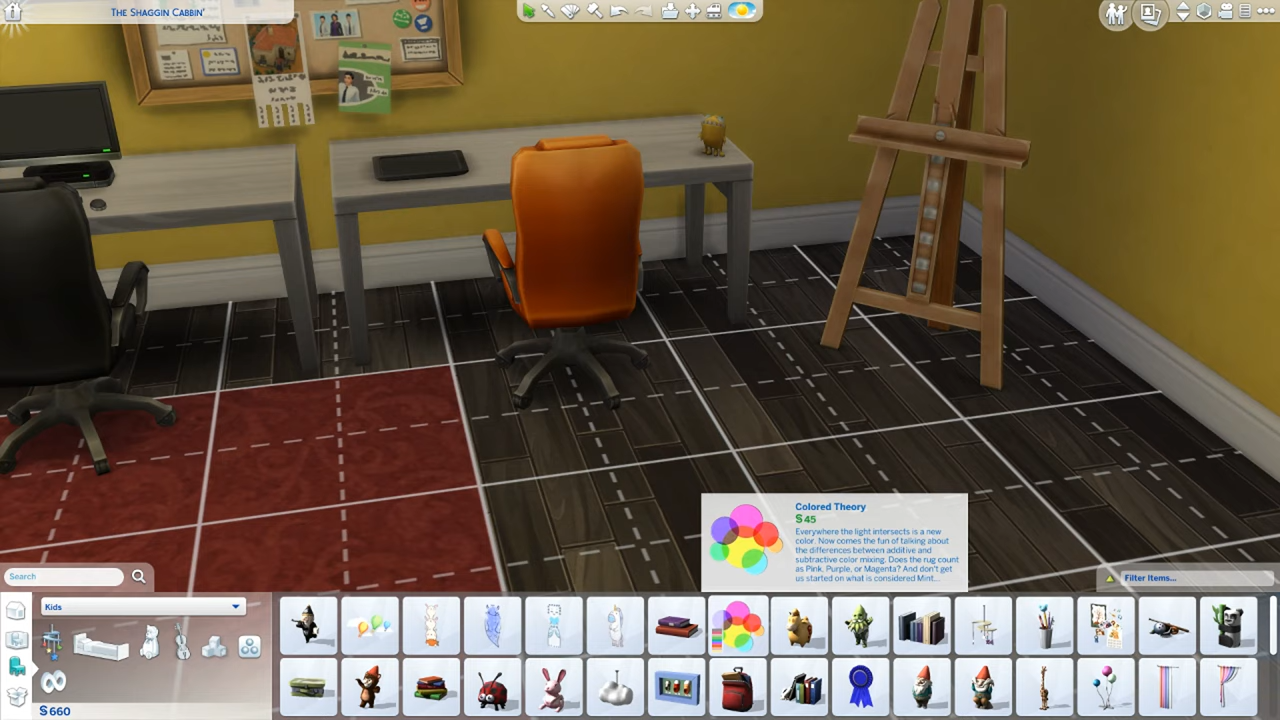 The Shaggin Cabbin'
Colored Theory
§45
Everywhere the light intersects is a new
color. Now comes the fun of talking about
the differences between additive and
subtractive color mixing. Does the rug count
as Pink, Purple, or Magenta? And don't get
us started on what is considered Mint...
Search
Filter Items...
Kids
§660